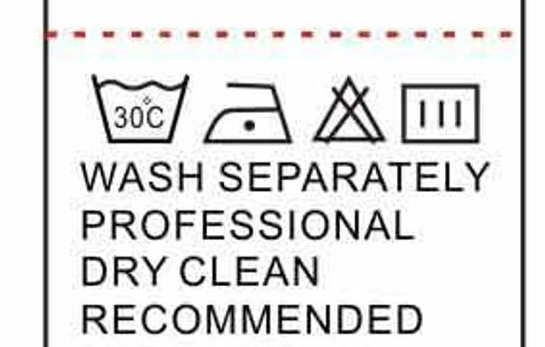 30°C
WASH SEPARATELY
PROFESSIONAL
DRY CLEAN
RECOMMENDED